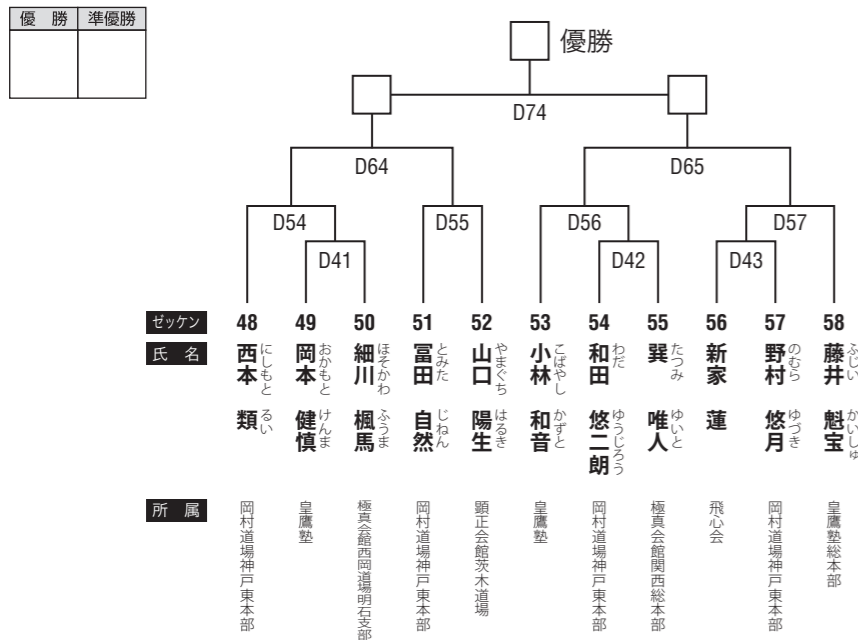 優勝 準優勝
優勝
D74
D64 D65
D54 D55 D56 D57
D41 D42 D43
ゼッケン 48 49 50 51 52 53 54 55 56 57 58
氏名
西本 類 にしもと るい
岡本 健慎 おかもと けんま
細川 楓馬 ほそかわ ふうま
冨田 自然 とみた じねん
山口 陽生 やまぐち はるき
小林 和音 こばやし かずと
和田 悠二朗 わだ ゆうじろう
巽 唯人 たつみ ゆいと
新家 蓮
野村 悠月 のむら ゆづき
藤井 魁宝 ふじい かいしゅ
所属
岡村道場神戸東本部
皇鷹塾
極真会館西岡道場明石支部
岡村道場神戸東本部
顕正会館茨木道場
皇鷹塾
岡村道場神戸東本部
極真会館関西総本部
飛心会
岡村道場神戸東本部
皇鷹塾総本部